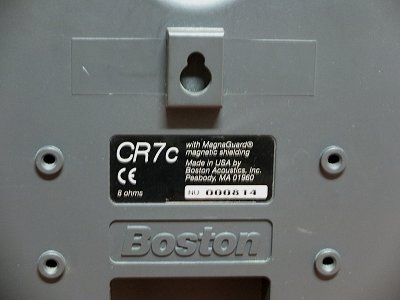 CR7c
CE
8 ohms
with MagnaGuard®
magnetic shielding
Made in USA by
Boston Acoustics, Inc.
Peabody, MA 01960
NO 000814
Boston